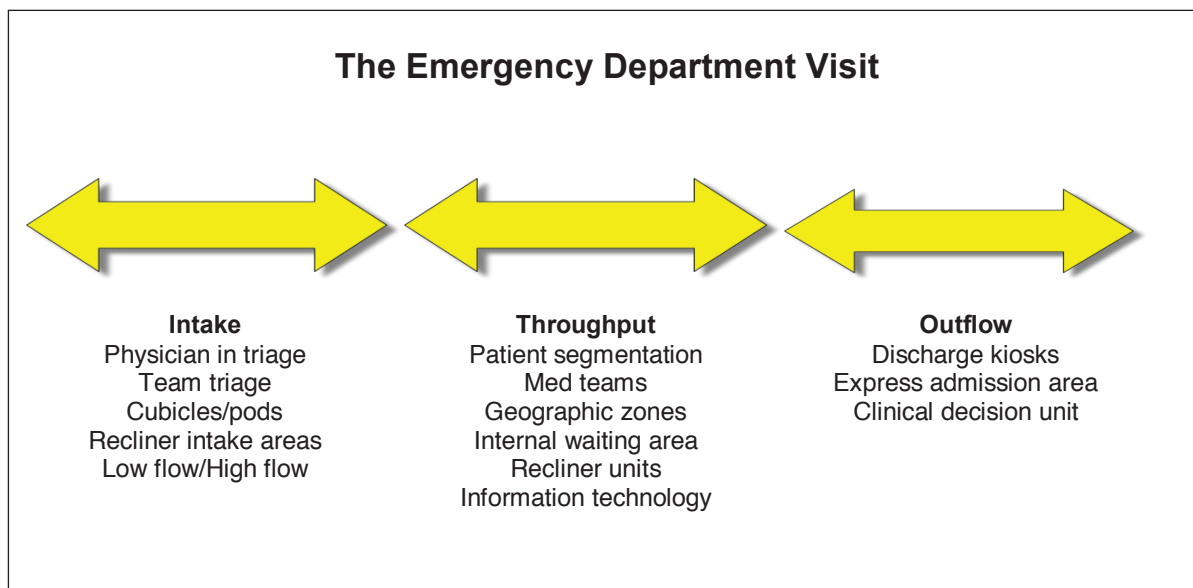 The Emergency Department Visit
Intake
Physician in triage
Team triage
Cubicles/pods
Recliner intake areas
Low flow/High flow
Throughput
Patient segmentation
Med teams
Geographic zones
Internal waiting area
Recliner units
Information technology
Outflow
Discharge kiosks
Express admission area
Clinical decision unit